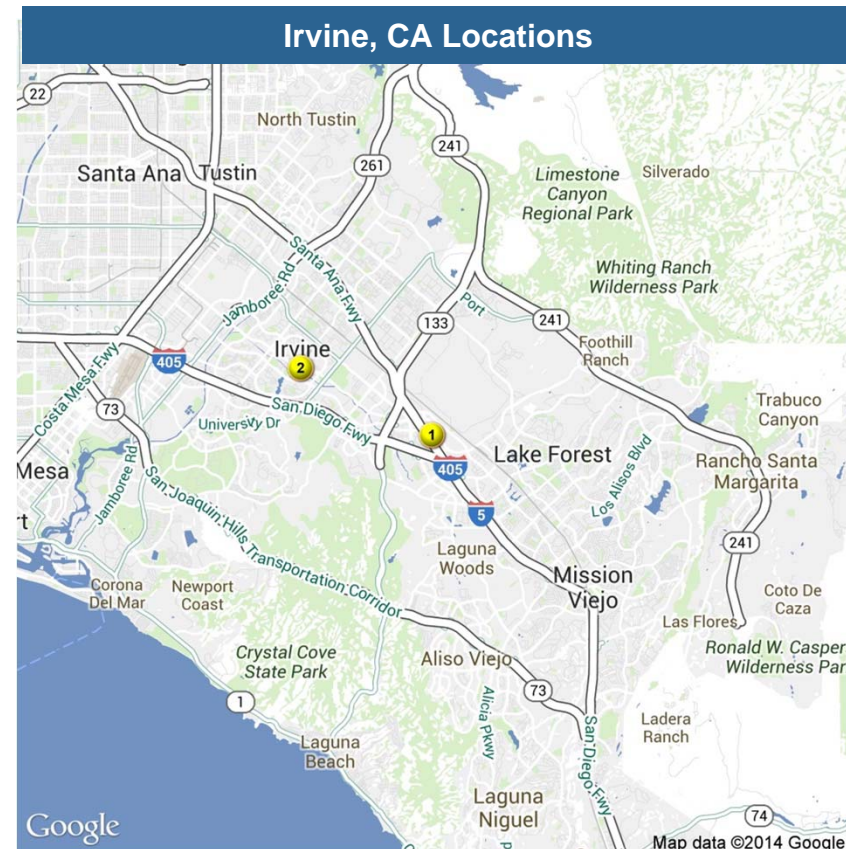 Irvine, CA Locations
22
North Tustin
241
261
Santa Ana
Tustin
Limestone
Canyon
Regional Park
Silverado
Santa Ana Fwy
Jamboree Rd
Whiting Ranch
Wilderness Park
Port
133
241
Foothill
Ranch
Irvine
2
405
Costa Mesa Fwy
73
San Diego Fwy
University Dr
1
405
Lake Forest
Los Alisos Blvd
Trabuco
Canyon
Rancho Santa
Margarita
Mesa
rt
Jamboree Rd
San Joaquin Hills Transportation Corridor
5
241
Laguna
Woods
Mission
Viejo
Corona
Del Mar
Newport
Coast
Coto De
Caza
Las Flores
Crystal Cove
State Park
Aliso Viejo
Ronald W. Casper
Wilderness Par
73
1
Alicia Pkwy
San Diego Fwy
Ladera
Ranch
Laguna
Beach
Laguna
Niguel
74
Google
Map data ©2014 Google